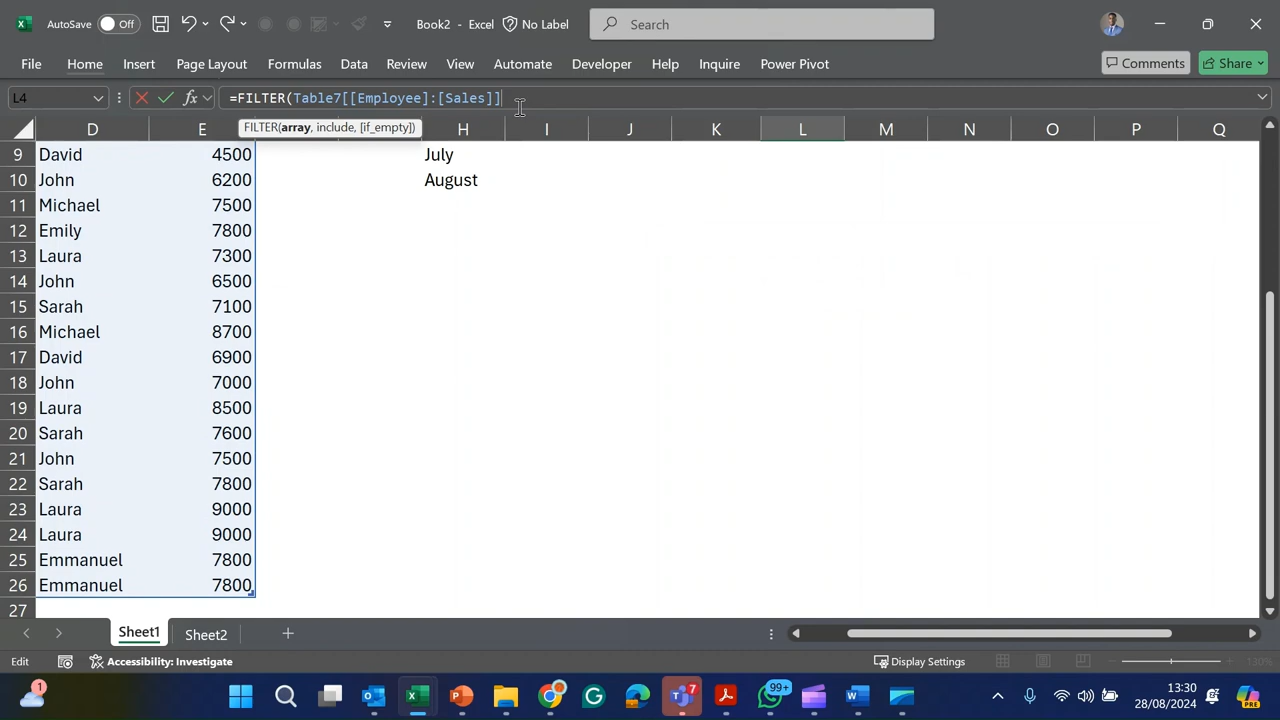 AutoSave Off Book2 - Excel No Label Search
File Home Insert Page Layout Formulas Data Review View Automate Developer Help Inquire Power Pivot Comments Share
L4 fx =FILTER(Table7[[Employee]:[Sales]]
FILTER(array, include, [if_empty])
D E H I J K L M N O P Q
9 David 4500 July
10 John 6200 August
11 Michael 7500
12 Emily 7800
13 Laura 7300
14 John 6500
15 Sarah 7100
16 Michael 8700
17 David 6900
18 John 7000
19 Laura 8500
20 Sarah 7600
21 John 7500
22 Sarah 7800
23 Laura 9000
24 Laura 9000
25 Emmanuel 7800
26 Emmanuel 7800
27
Sheet1 Sheet2
Edit Accessibility: Investigate Display Settings 130%
1 7 99+ 13:30 PRE
28/08/2024